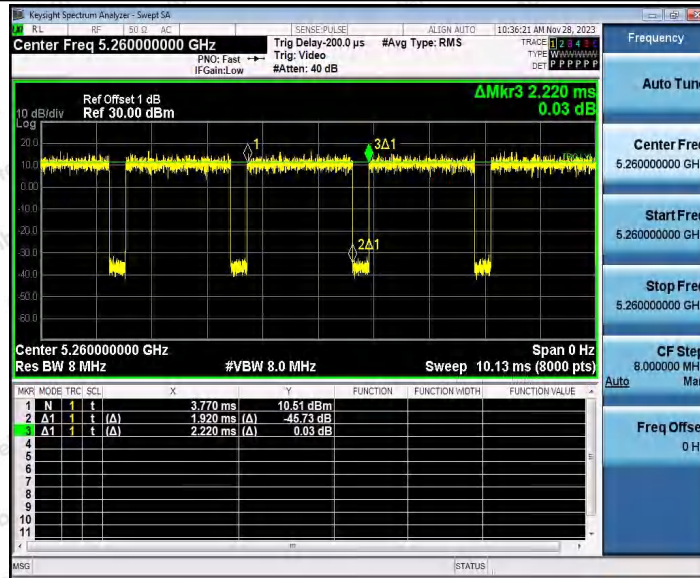 Keysight Spectrum Analyzer - Swept SA
RL RF 50 Ω AC SENSE:PULSE ALIGN AUTO 10:36:21 AM Nov 28, 2023
Center Freq 5.260000000 GHz
PNO: Fast
IFGain:Low
Trig Delay-200.0 µs
Trig: Video
#Atten: 40 dB
#Avg Type: RMS
TRACE 1 2 3 4 5 6
TYPE WWWWWW
DET P P P P P P
Frequency
Auto Tune
Center Freq
5.260000000 GH
Start Freq
5.260000000 GH
Stop Freq
5.260000000 GH
CF Step
8.000000 MH
Auto Ma
Freq Offse
0 H
ΔMkr3 2.220 ms
0.03 dB
Ref Offset 1 dB
10 dB/div Ref 30.00 dBm
Log
20.0
10.0
0.00
-10.0
-20.0
-30.0
-40.0
-50.0
-60.0
1
3Δ1
2Δ1
Center 5.260000000 GHz Span 0 Hz
Res BW 8 MHz #VBW 8.0 MHz Sweep 10.13 ms (8000 pts)
MKR MODE TRC SCL X Y FUNCTION FUNCTION WIDTH FUNCTION VALUE
1 N 1 t 3.770 ms 10.51 dBm
2 Δ1 1 t (Δ) 1.920 ms (Δ) -45.73 dB
3 Δ1 1 t (Δ) 2.220 ms (Δ) 0.03 dB
4
5
6
7
8
9
10
11
MSG STATUS